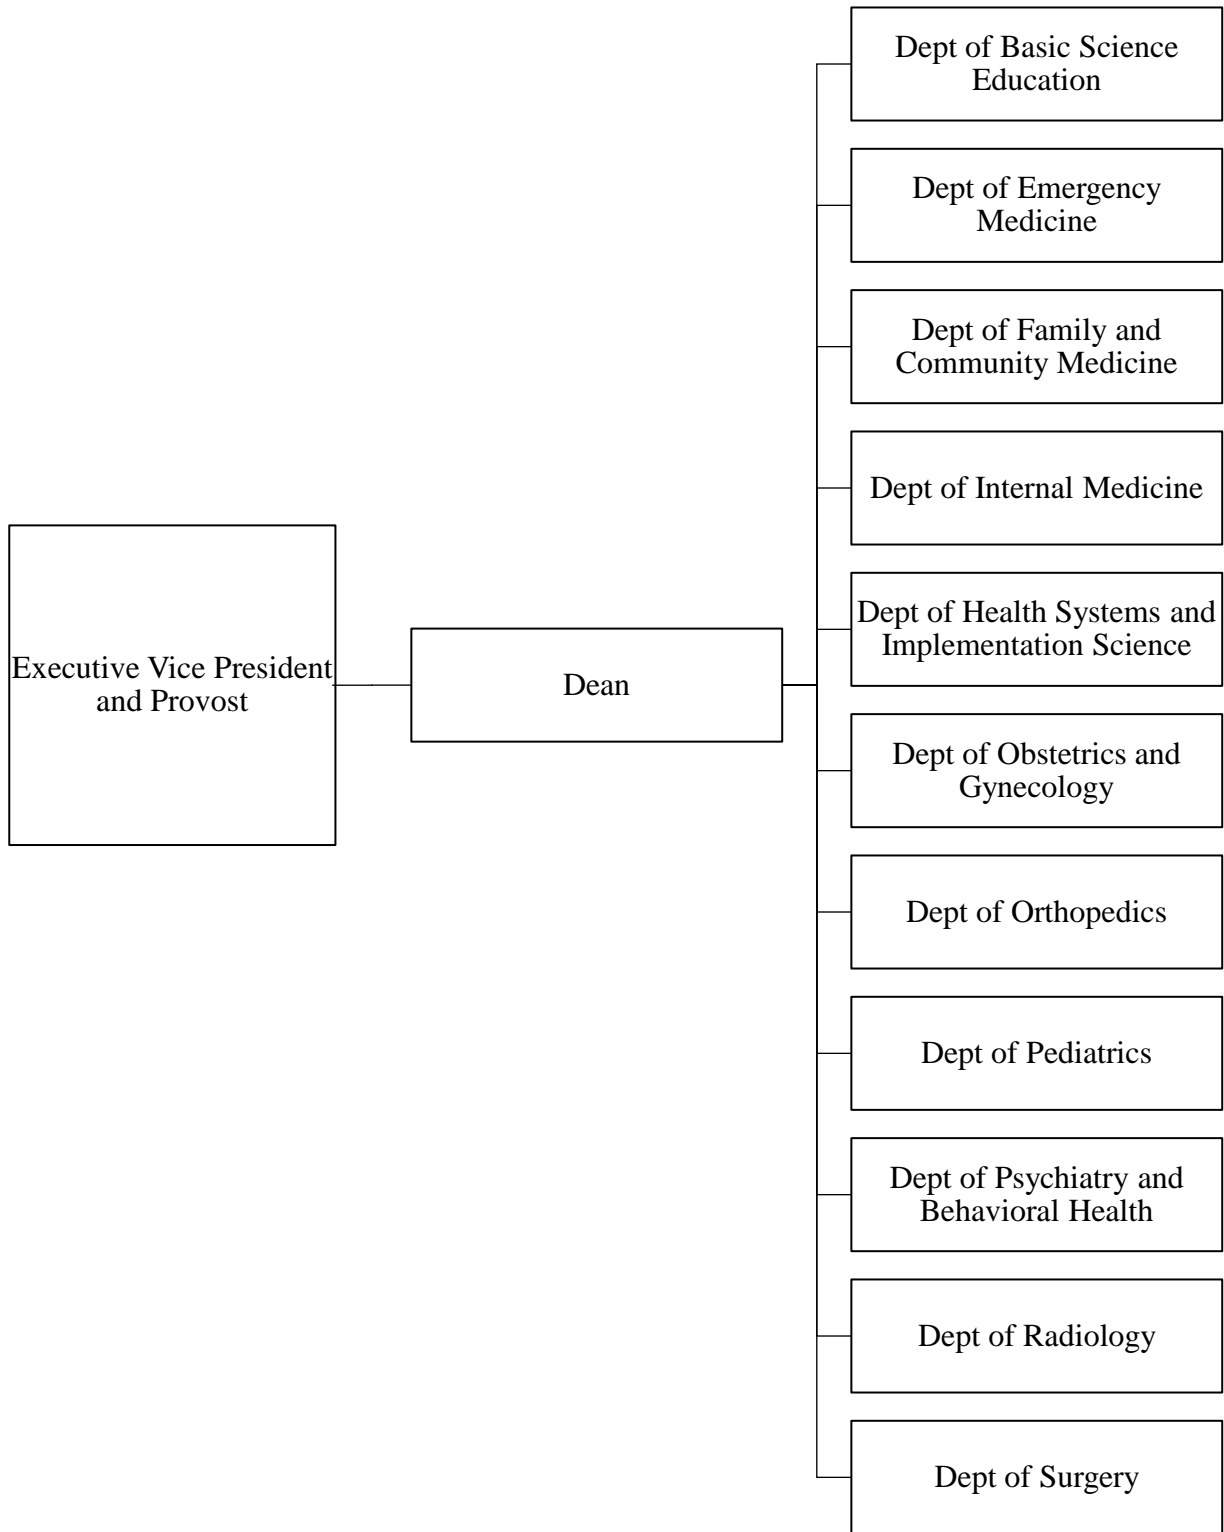 Executive Vice President
and Provost
Dean
Dept of Basic Science
Education
Dept of Emergency
Medicine
Dept of Family and
Community Medicine
Dept of Internal Medicine
Dept of Health Systems and
Implementation Science
Dept of Obstetrics and
Gynecology
Dept of Orthopedics
Dept of Pediatrics
Dept of Psychiatry and
Behavioral Health
Dept of Radiology
Dept of Surgery